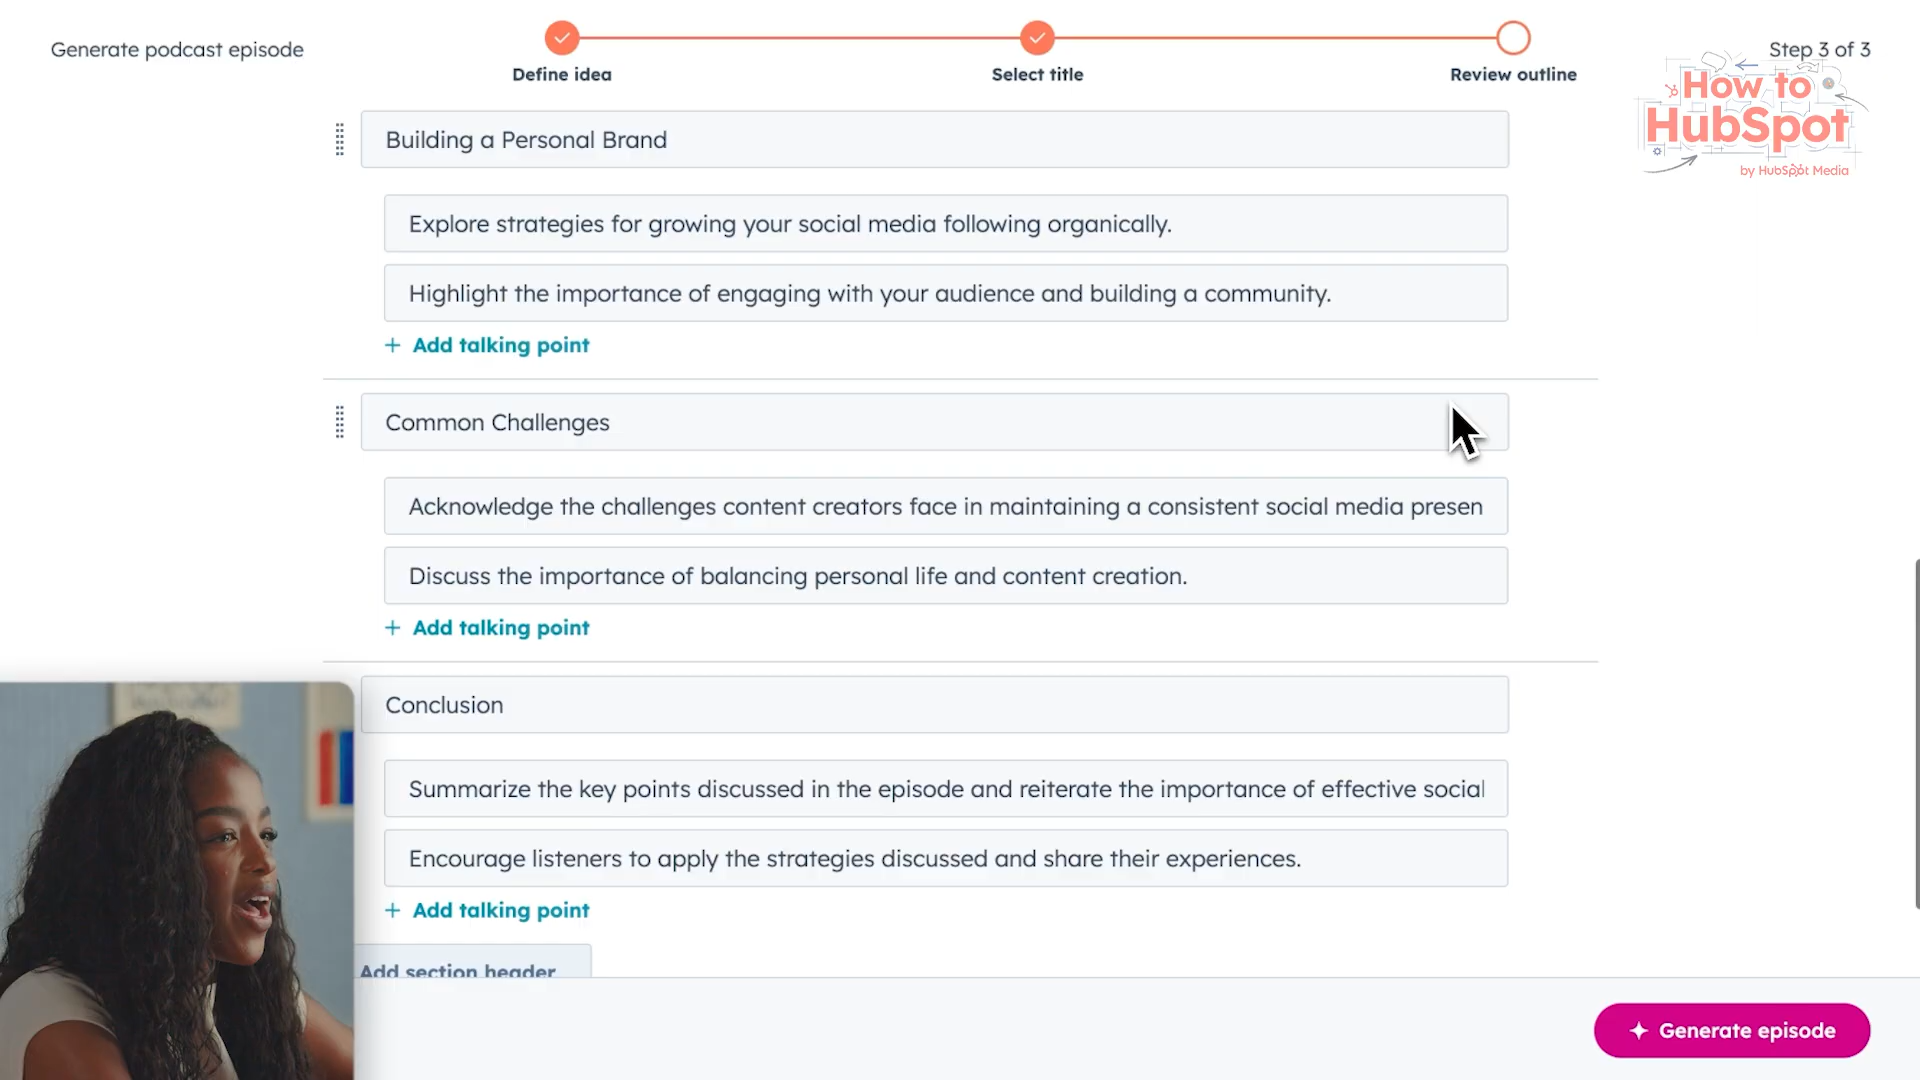 Generate podcast episode
Define idea
Select title
Review outline
Step 3 of 3
How to
HubSpot
by HubSpot Media
Building a Personal Brand
Explore strategies for growing your social media following organically.
Highlight the importance of engaging with your audience and building a community.
+ Add talking point
Common Challenges
Acknowledge the challenges content creators face in maintaining a consistent social media presen
Discuss the importance of balancing personal life and content creation.
+ Add talking point
Conclusion
Summarize the key points discussed in the episode and reiterate the importance of effective social
Encourage listeners to apply the strategies discussed and share their experiences.
+ Add talking point
Add section header
Generate episode